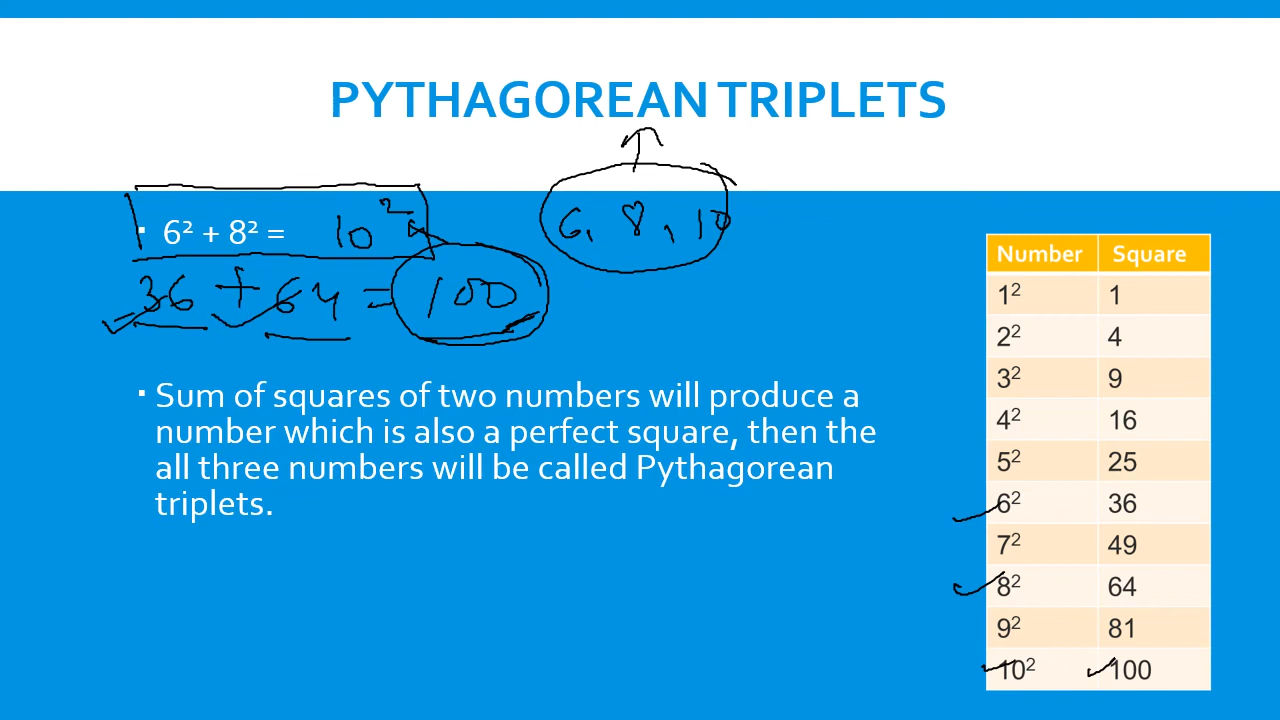 PYTHAGOREAN TRIPLETS
6² + 8² = 10²
6, 8, 10
36 + 64 = 100
Sum of squares of two numbers will produce a
number which is also a perfect square, then the
all three numbers will be called Pythagorean
triplets.
Number Square
1² 1
2² 4
3² 9
4² 16
5² 25
6² 36
7² 49
8² 64
9² 81
10² 100